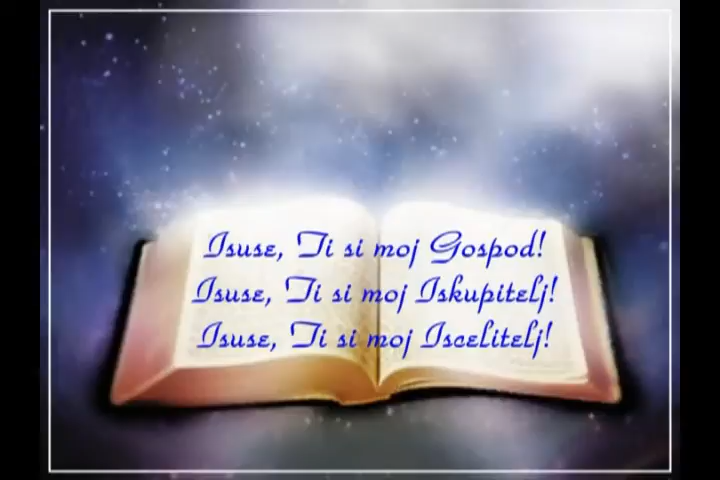 Isuse, Ti si moj Gospod!
Isuse, Ti si moj Iskupitelj!
Isuse, Ti si moj Iscelitelj!